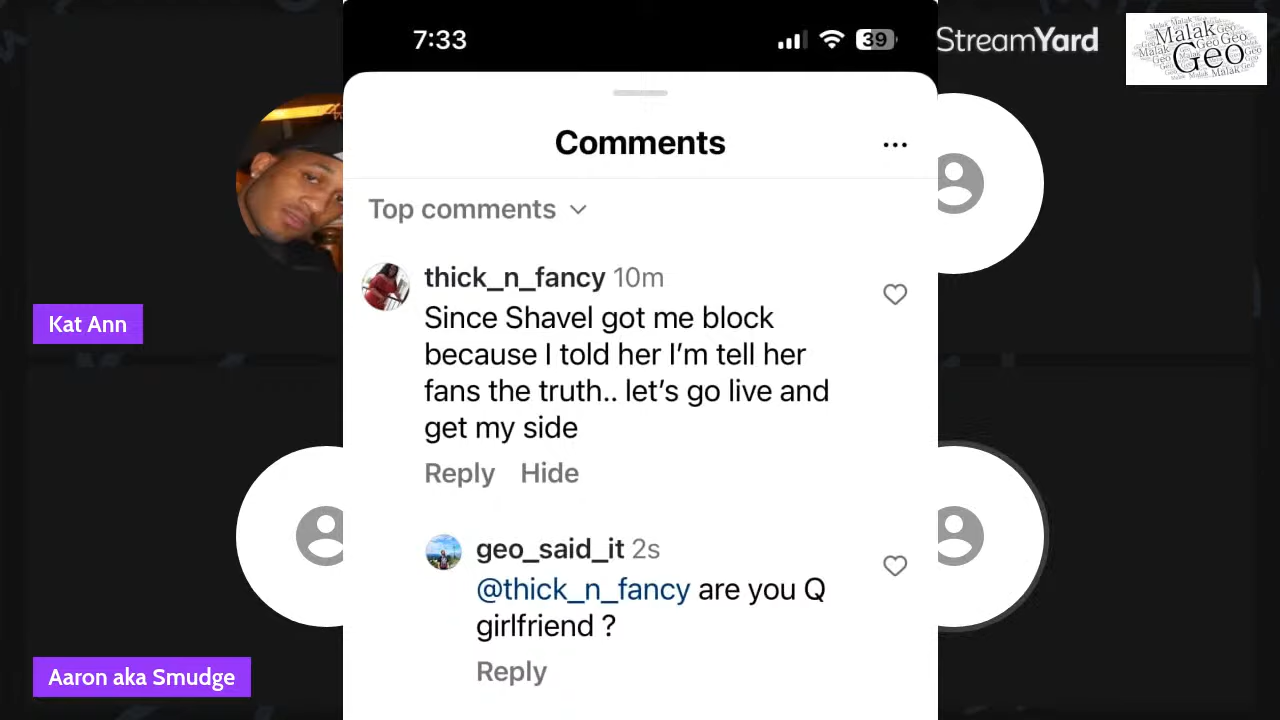 7:33
39
StreamYard
Malak
Geo
Comments
...
Top comments
thick_n_fancy 10m
Since Shavel got me block
because I told her I’m tell her
fans the truth.. let’s go live and
get my side
Reply Hide
geo_said_it 2s
@thick_n_fancy are you Q
girlfriend ?
Reply
Kat Ann
Aaron aka Smudge